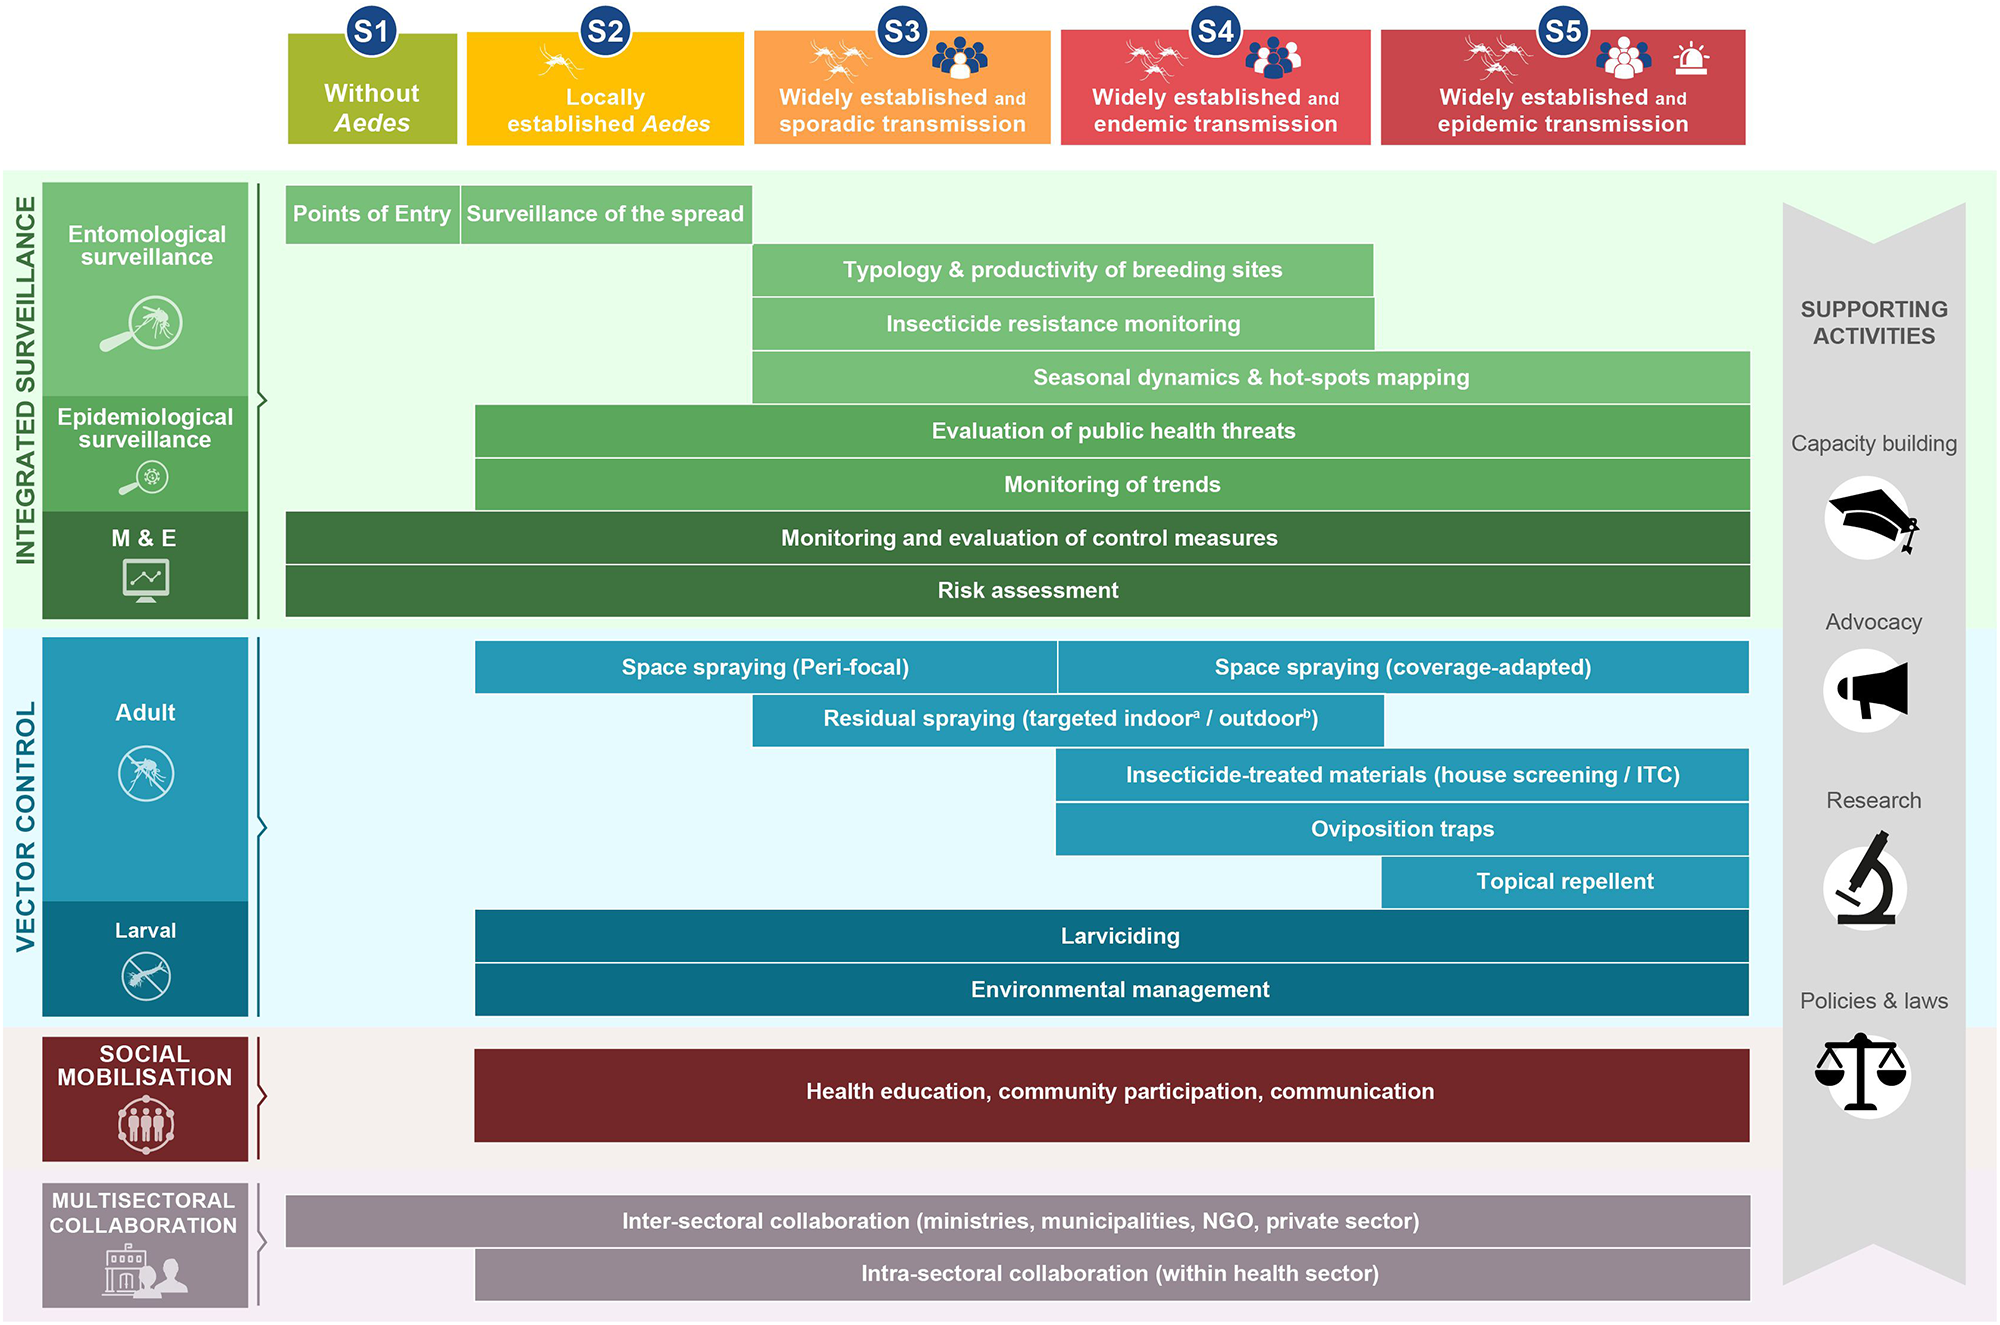 S1
Without
Aedes
S2
Locally
established Aedes
S3
Widely established and
sporadic transmission
S4
Widely established and
endemic transmission
S5
Widely established and
epidemic transmission
INTEGRATED SURVEILLANCE
Entomological
surveillance
Points of Entry
Surveillance of the spread
Typology & productivity of breeding sites
Insecticide resistance monitoring
Seasonal dynamics & hot-spots mapping
Epidemiological
surveillance
Evaluation of public health threats
Monitoring of trends
M & E
Monitoring and evaluation of control measures
Risk assessment
VECTOR CONTROL
Adult
Space spraying (Peri-focal)
Space spraying (coverage-adapted)
Residual spraying (targeted indoorᵃ / outdoorᵇ)
Insecticide-treated materials (house screening / ITC)
Oviposition traps
Topical repellent
Larval
Larviciding
Environmental management
SOCIAL
MOBILISATION
Health education, community participation, communication
MULTISECTORAL
COLLABORATION
Inter-sectoral collaboration (ministries, municipalities, NGO, private sector)
Intra-sectoral collaboration (within health sector)
SUPPORTING
ACTIVITIES
Capacity building
Advocacy
Research
Policies & laws